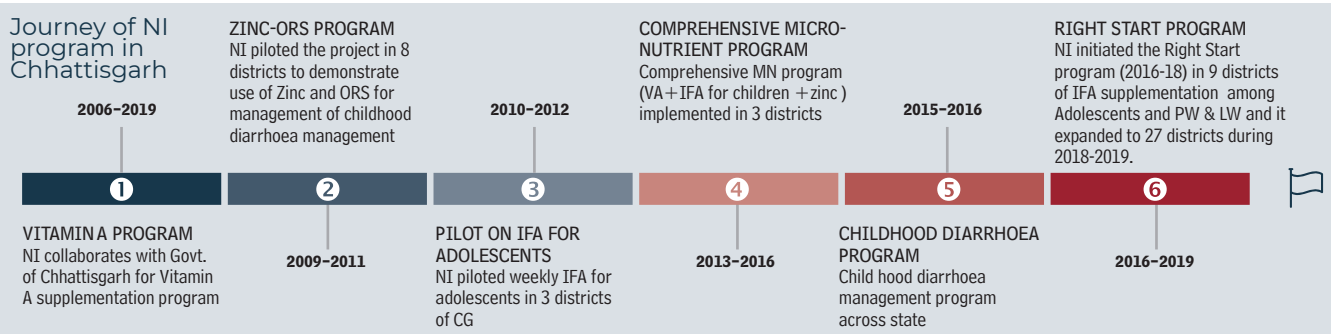 Journey of NI
program in
Chhattisgarh
2006-2019
1
VITAMIN A PROGRAM
NI collaborates with Govt.
of Chhattisgarh for Vitamin
A supplementation program
ZINC-ORS PROGRAM
NI piloted the project in 8
districts to demonstrate
use of Zinc and ORS for
management of childhood
diarrhoea management
2
2009-2011
2010-2012
3
PILOT ON IFA FOR
ADOLESCENTS
NI piloted weekly IFA for
adolescents in 3 districts
of CG
COMPREHENSIVE MICRO-
NUTRIENT PROGRAM
Comprehensive MN program
(VA+IFA for children +zinc )
implemented in 3 districts
4
2013-2016
2015-2016
5
CHILDHOOD DIARRHOEA
PROGRAM
Child hood diarrhoea
management program
across state
RIGHT START PROGRAM
NI initiated the Right Start
program (2016-18) in 9 districts
of IFA supplementation among
Adolescents and PW & LW and it
expanded to 27 districts during
2018-2019.
6
2016-2019